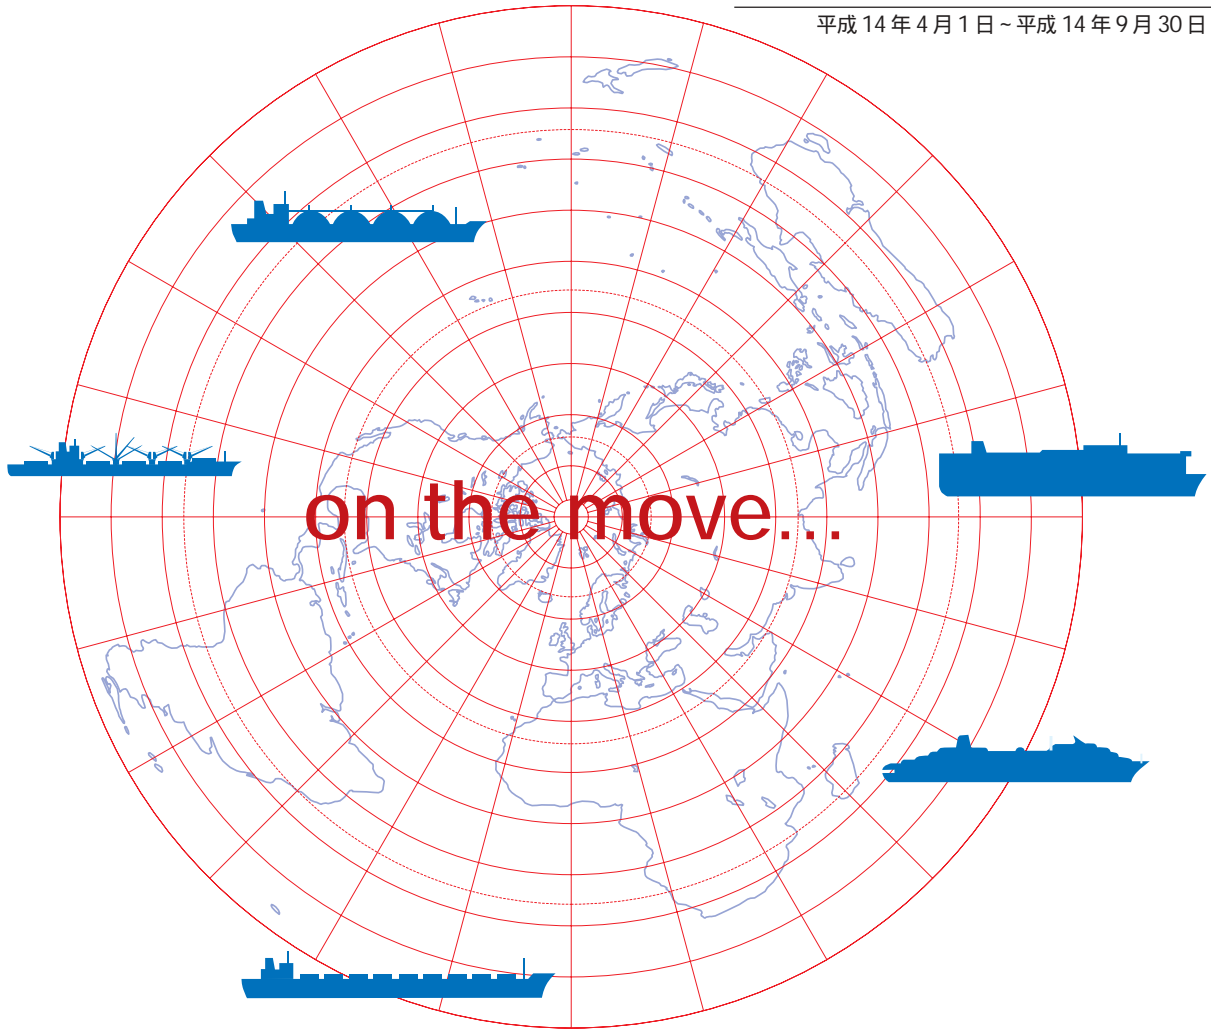 平成 14 年 4 月 1 日 ~ 平成 14 年 9 月 30 日
on the move...